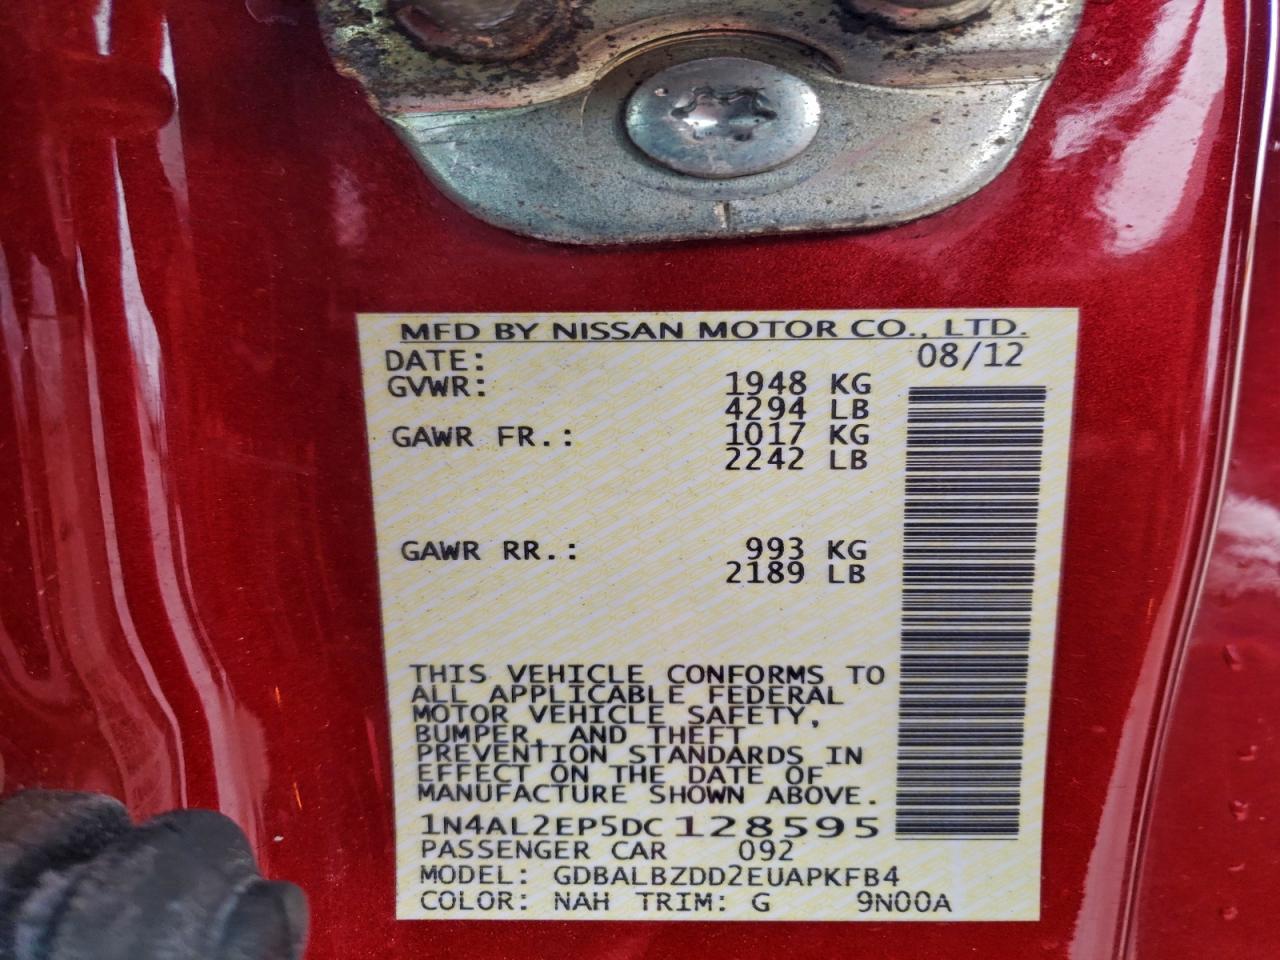 MFD BY NISSAN MOTOR CO., LTD.
DATE: 08/12
GVWR: 1948 KG
4294 LB
GAWR FR.: 1017 KG
2242 LB
GAWR RR.: 993 KG
2189 LB
THIS VEHICLE CONFORMS TO
ALL APPLICABLE FEDERAL
MOTOR VEHICLE SAFETY,
BUMPER, AND THEFT
PREVENTION STANDARDS IN
EFFECT ON THE DATE OF
MANUFACTURE SHOWN ABOVE.
1N4AL2EP5DC128595
PASSENGER CAR 092
MODEL: GDBALBZDD2EUAPKFB4
COLOR: NAH TRIM: G 9N00A